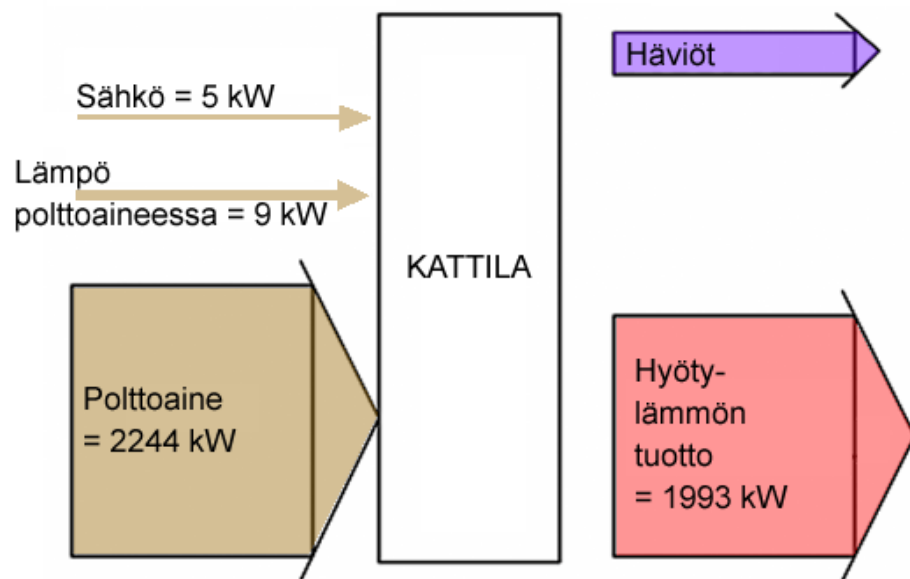 Sähkö = 5 kW
Lämpö
polttoaineessa = 9 kW
Polttoaine
= 2244 kW
KATTILA
Häviöt
Hyöty-
lämmön
tuotto
= 1993 kW